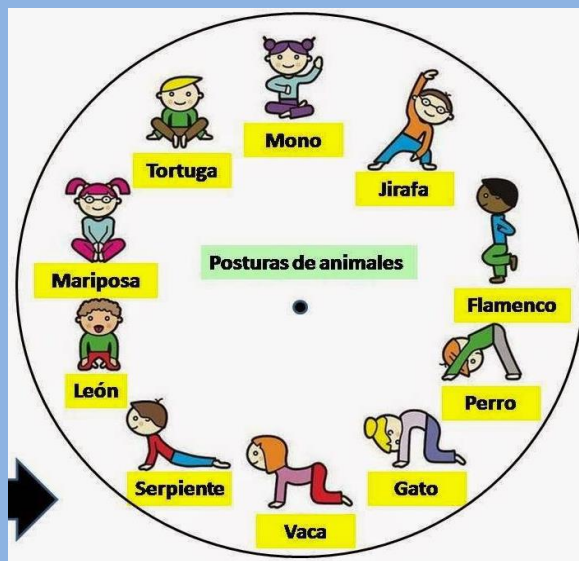 Mono
Tortuga
Jirafa
Mariposa
Posturas de animales
Flamenco
León
Perro
Serpiente
Gato
Vaca